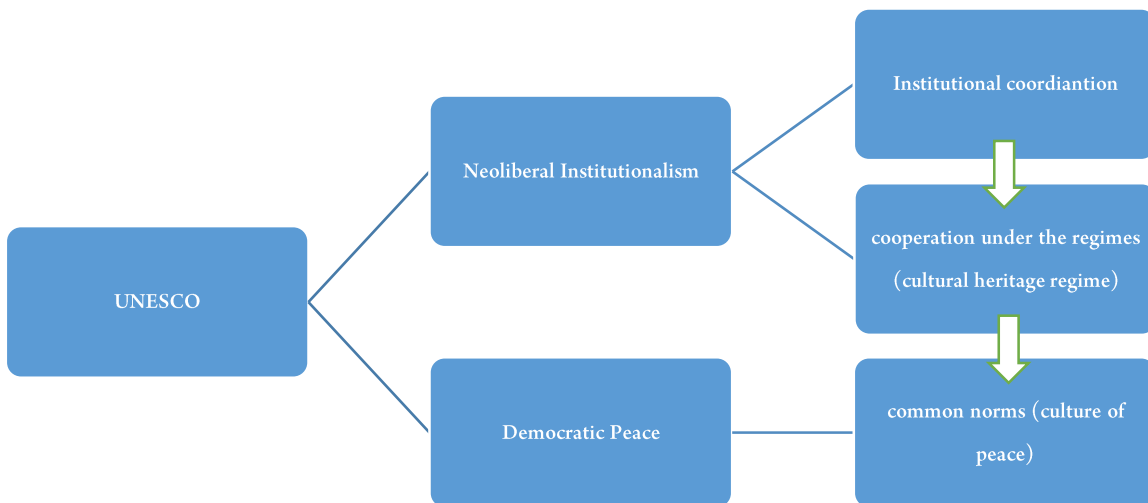 UNESCO
Neoliberal Institutionalism
Institutional coordiantion
cooperation under the regimes
(cultural heritage regime)
Democratic Peace
common norms (culture of
peace)